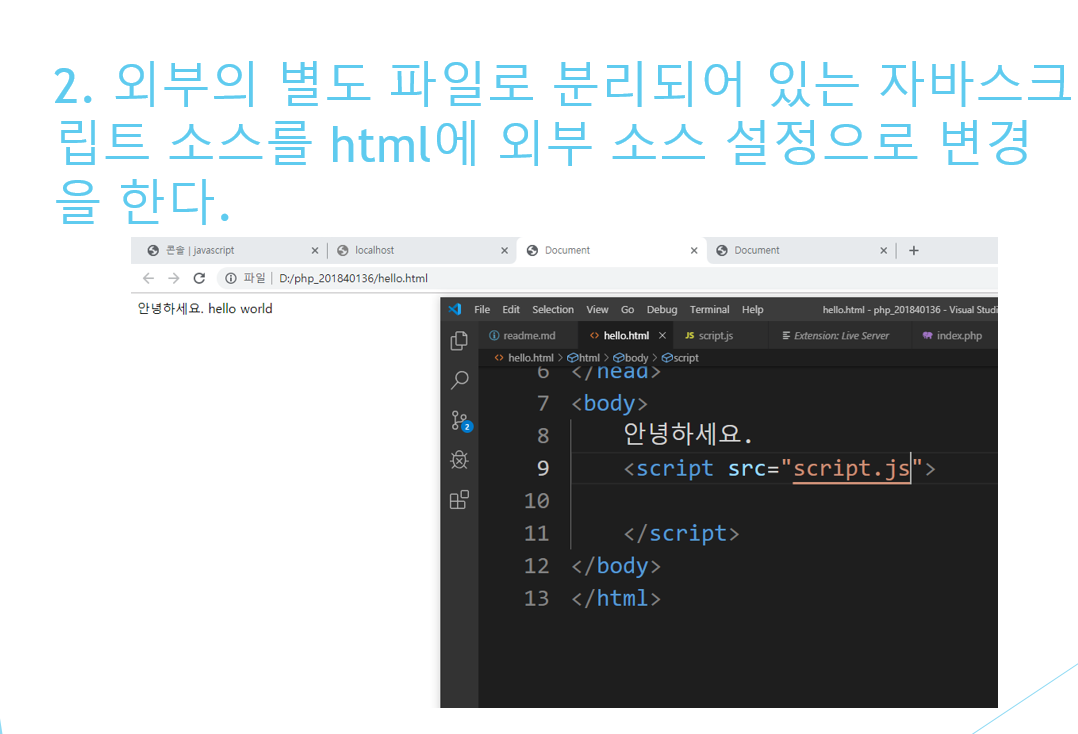 2. 외부의 별도 파일로 분리되어 있는 자바스크
립트 소스를 html에 외부 소스 설정으로 변경
을 한다.
콘솔 | Javascript
localhost
Document
Document
파일 | D:/php_201840136/hello.html
안녕하세요. hello world
File Edit Selection View Go Debug Terminal Help hello.html - php_201840136 - Visual Studi
readme.md
hello.html
JS script.js
Extension: Live Server
index.php
hello.html > html > body > script
2
6 </head>
7 <body>
8 안녕하세요.
9 <script src="script.js">
10
11 </script>
12 </body>
13 </html>